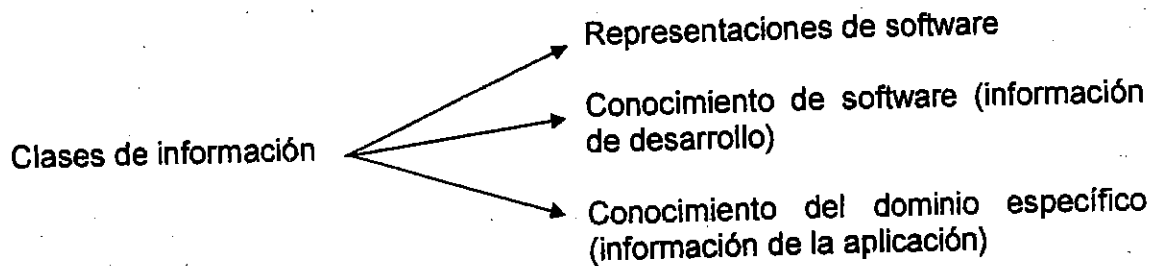 Representaciones de software
Conocimiento de software (información
de desarrollo)
Clases de información
Conocimiento del dominio específico
(información de la aplicación)